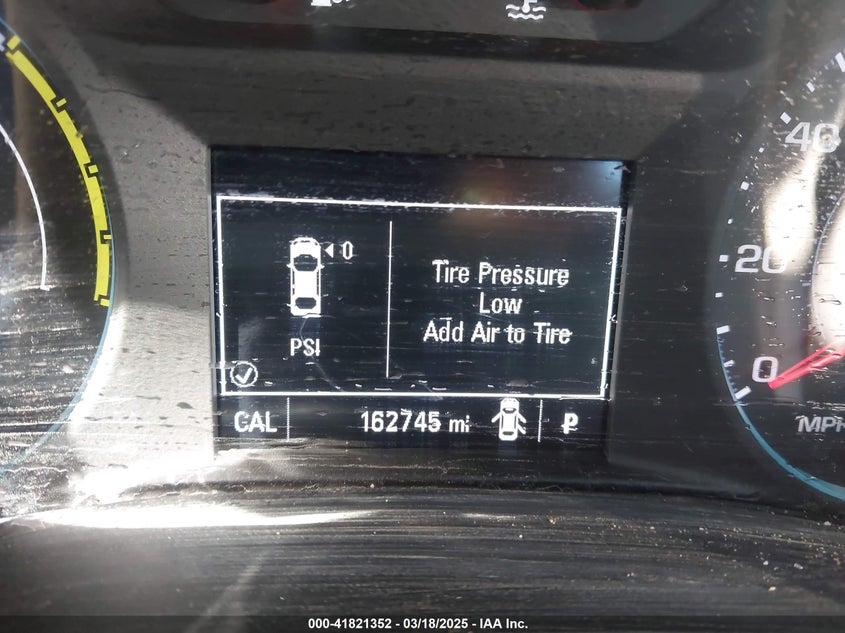 0
PSI
Tire Pressure
Low
Add Air to Tire
CAL
162745 mi
P
40
20
0
000-41821352 - 03/18/2025 - IAA Inc.